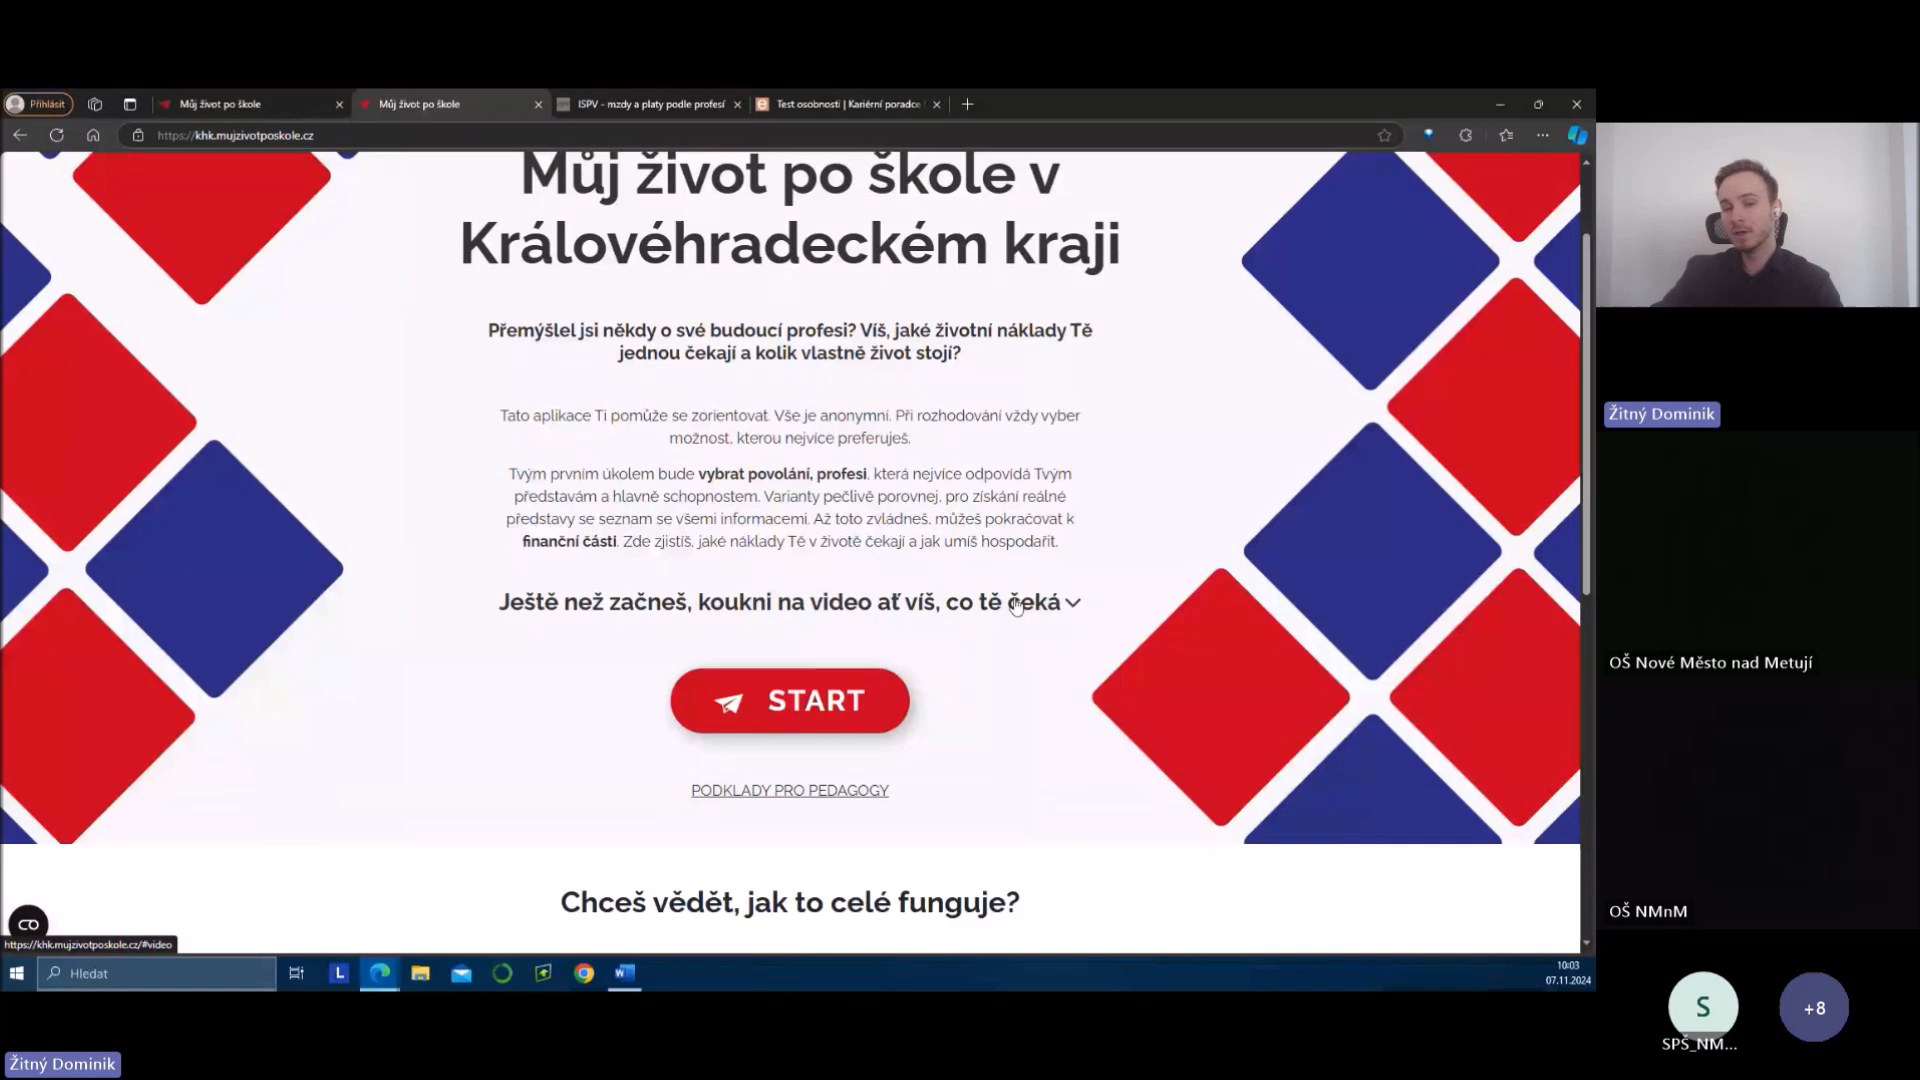 Přihlásit
Můj život po škole
Můj život po škole
ISPV - mzdy a platy podle profesí
Test osobnosti | Kariérní poradce
https://khk.mujzivotposkole.cz
Můj život po škole v
Královéhradeckém kraji
Přemýšlel jsi někdy o své budoucí profesi? Víš, jaké životní náklady Tě
jednou čekají a kolik vlastně život stojí?
Tato aplikace Ti pomůže se zorientovat. Vše je anonymní. Při rozhodování vždy vyber
možnost, kterou nejvíce preferuješ.
Tvým prvním úkolem bude vybrat povolání, profesi, která nejvíce odpovídá Tvým
představám a hlavně schopnostem. Varianty pečlivě porovnej, pro získání reálné
představy se seznam se všemi informacemi. Až toto zvládneš, můžeš pokračovat k
finanční části. Zde zjistíš, jaké náklady Tě v životě čekají a jak umíš hospodařit.
Ještě než začneš, koukni na video ať víš, co tě čeká
START
PODKLADY PRO PEDAGOGY
Chceš vědět, jak to celé funguje?
https://khk.mujzivotposkole.cz/#video
Hledat
L
10:03
07.11.2024
Žitný Dominik
Žitný Dominik
OŠ Nové Město nad Metují
OŠ NMnM
S
+8
SPŠ_NM...